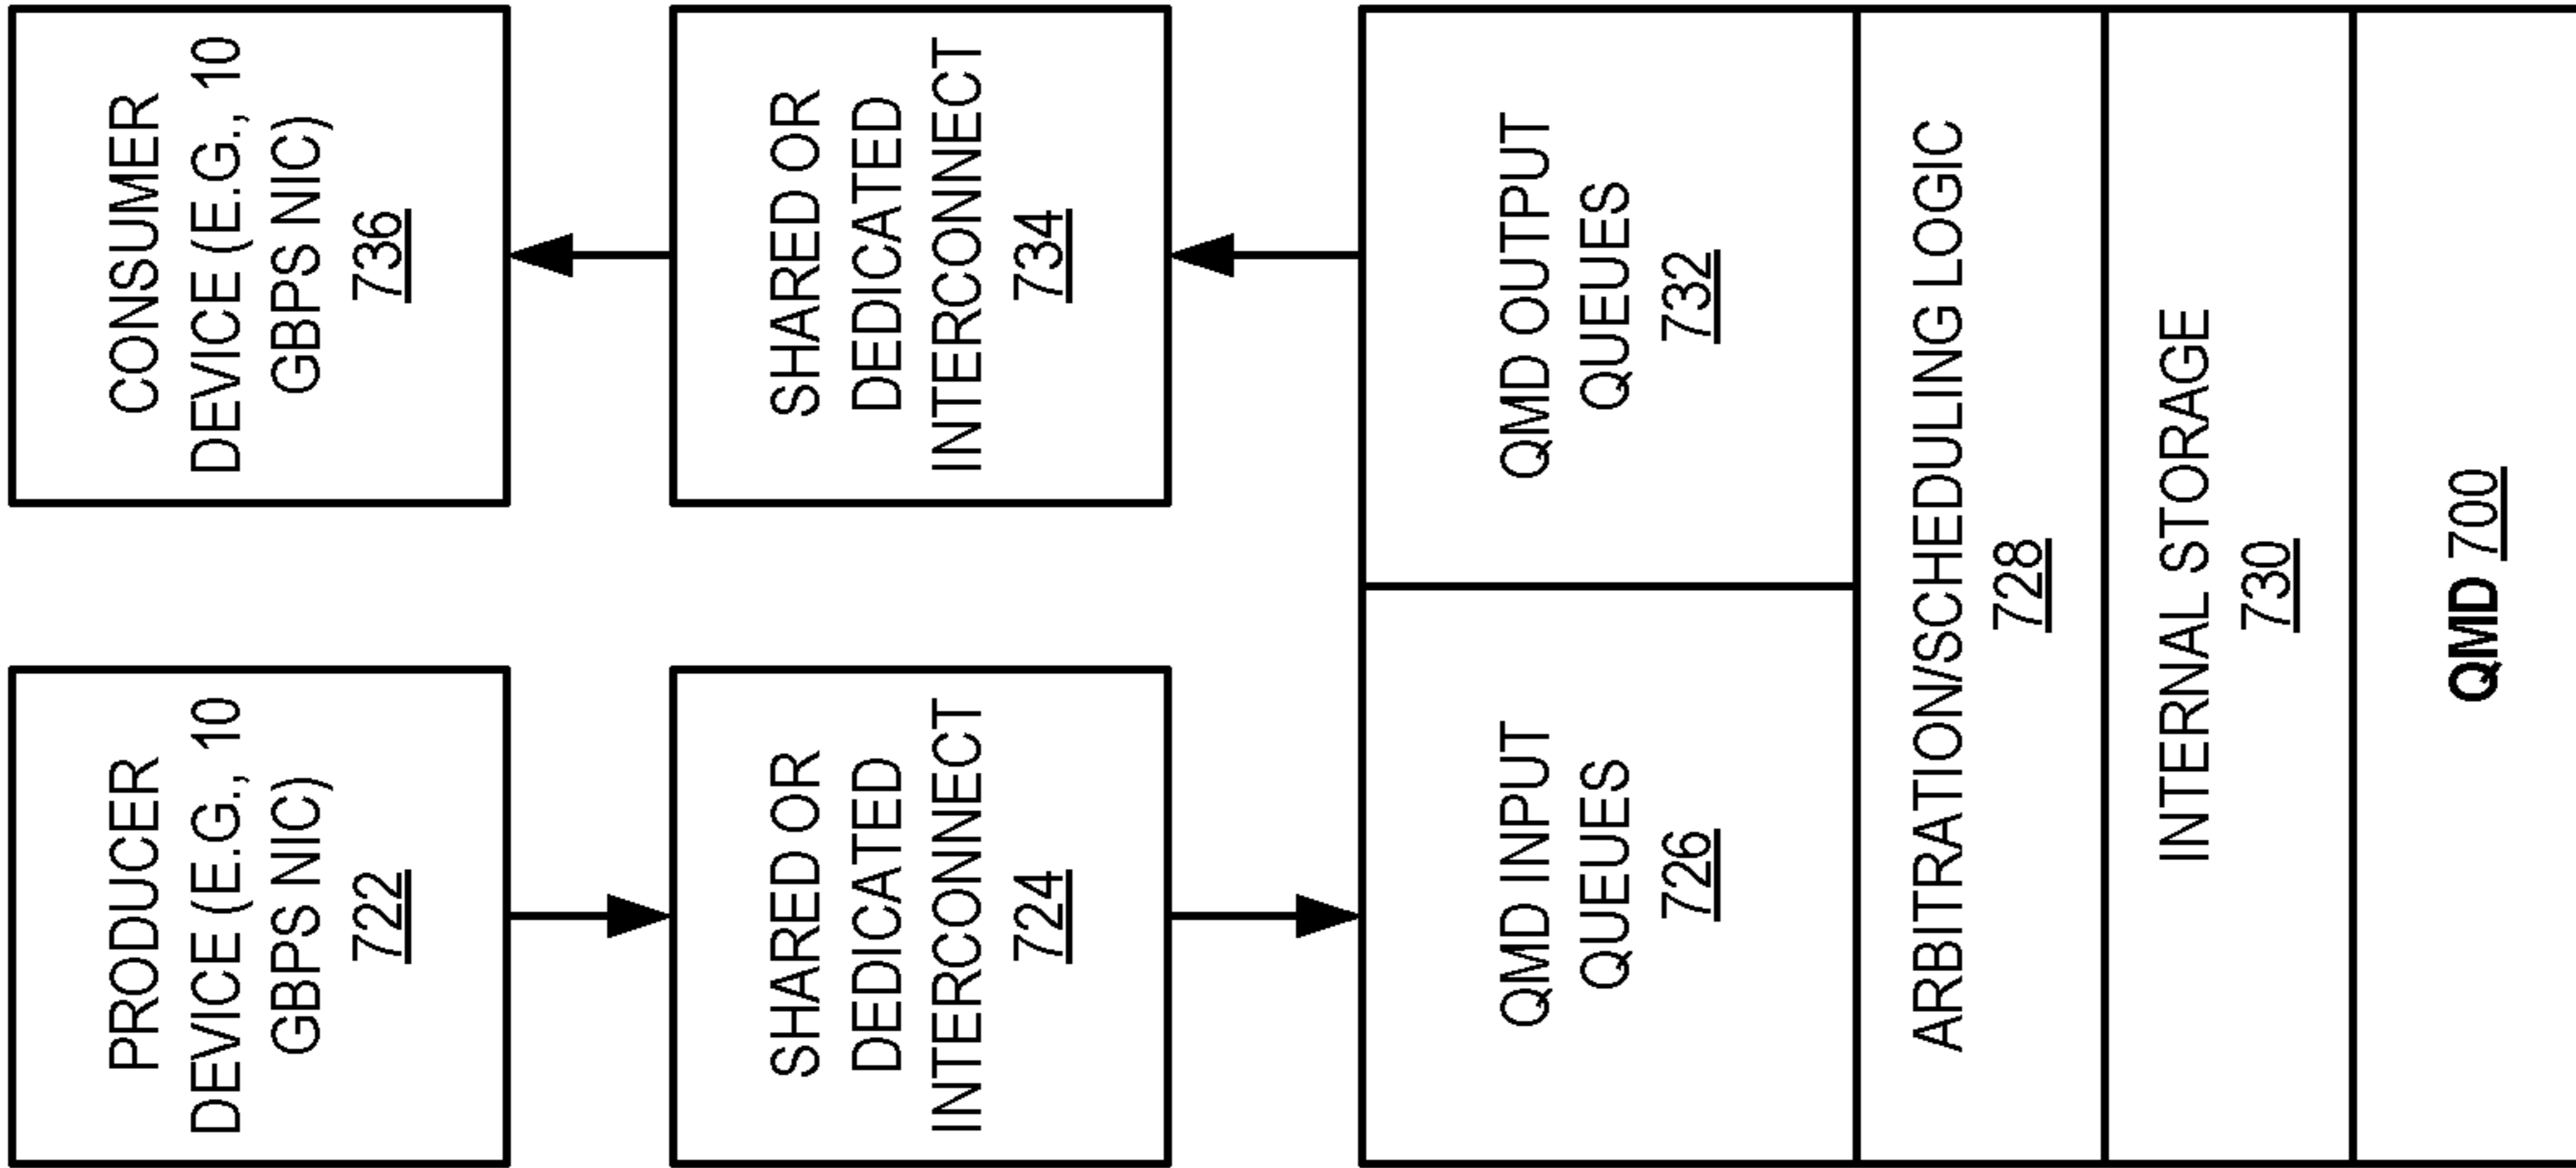 PRODUCER
DEVICE (E.G., 10
GBPS NIC)
722
CONSUMER
DEVICE (E.G., 10
GBPS NIC)
736
SHARED OR
DEDICATED
INTERCONNECT
724
SHARED OR
DEDICATED
INTERCONNECT
734
QMD INPUT
QUEUES
726
QMD OUTPUT
QUEUES
732
ARBITRATION/SCHEDULING LOGIC
728
INTERNAL STORAGE
730
QMD 700